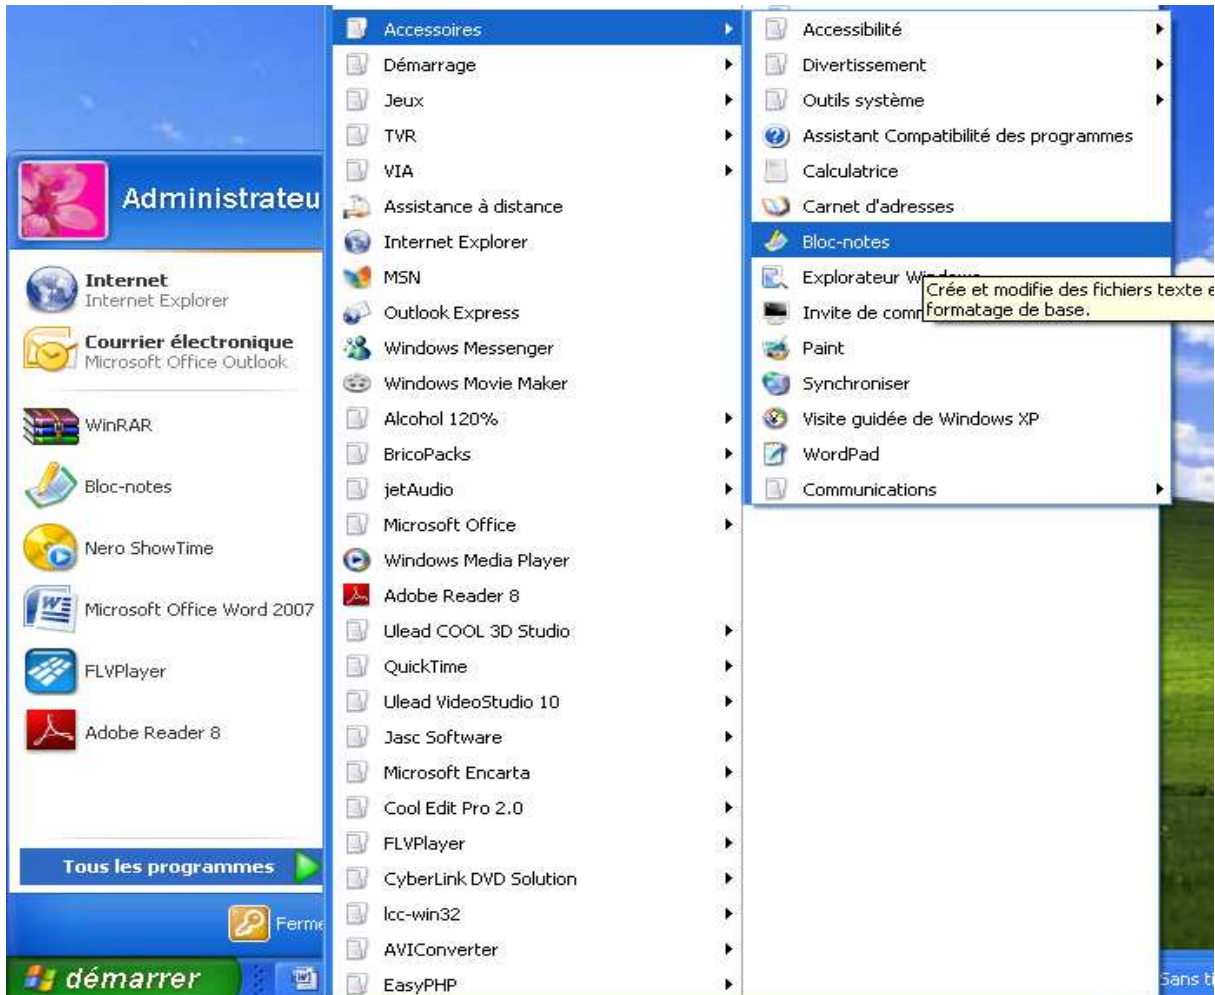 Administrateu
Internet
Internet Explorer
Courrier électronique
Microsoft Office Outlook
WinRAR
Bloc-notes
Nero ShowTime
Microsoft Office Word 2007
FLVPlayer
Adobe Reader 8
Tous les programmes
Ferme
démarrer
Accessoires
Démarrage
Jeux
TVR
VIA
Assistance à distance
Internet Explorer
MSN
Outlook Express
Windows Messenger
Windows Movie Maker
Alcohol 120%
BricoPacks
jetAudio
Microsoft Office
Windows Media Player
Adobe Reader 8
Ulead COOL 3D Studio
QuickTime
Ulead VideoStudio 10
Jasc Software
Microsoft Encarta
Cool Edit Pro 2.0
FLVPlayer
CyberLink DVD Solution
lcc-win32
AVIConverter
EasyPHP
Accessibilité
Divertissement
Outils système
Assistant Compatibilité des programmes
Calculatrice
Carnet d'adresses
Bloc-notes
Explorateur Windows
Crée et modifie des fichiers texte e
Invite de comm
formatage de base.
Paint
Synchroniser
Visite guidée de Windows XP
WordPad
Communications
Sans ti